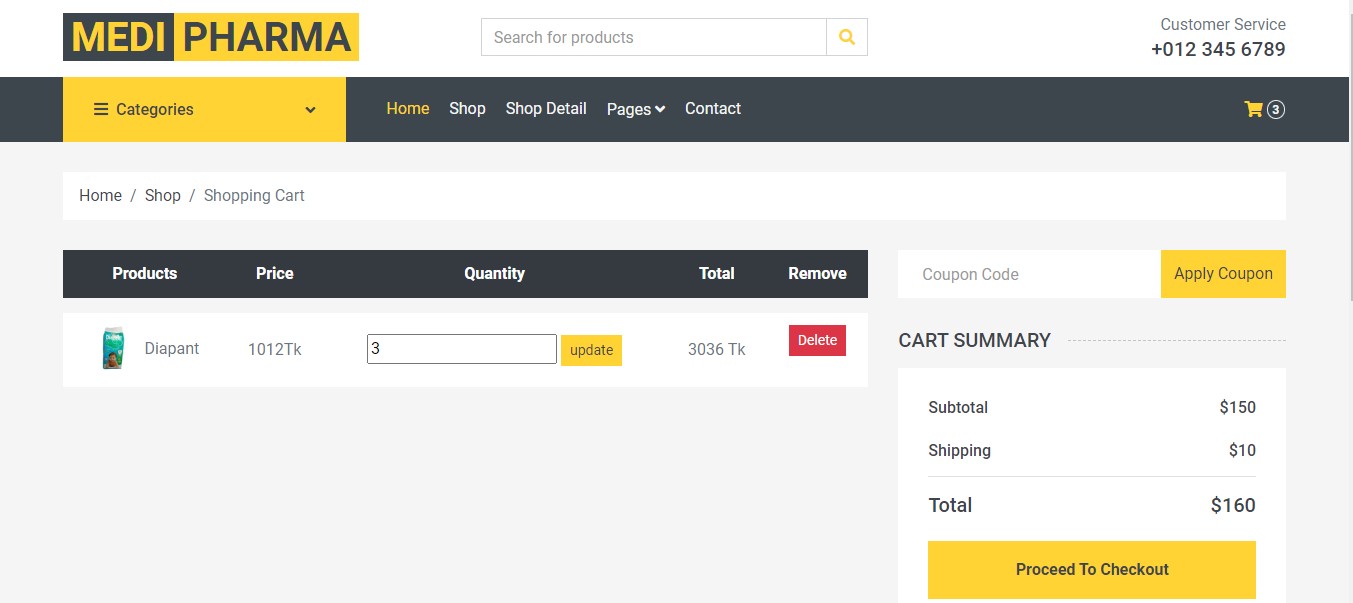 MEDI PHARMA
Search for products
Customer Service
+012 345 6789
Categories
Home Shop Shop Detail Pages Contact
3
Home / Shop / Shopping Cart
Products Price Quantity Total Remove
Diapant 1012Tk 3 update 3036 Tk Delete
Coupon Code Apply Coupon
CART SUMMARY
Subtotal $150
Shipping $10
Total $160
Proceed To Checkout